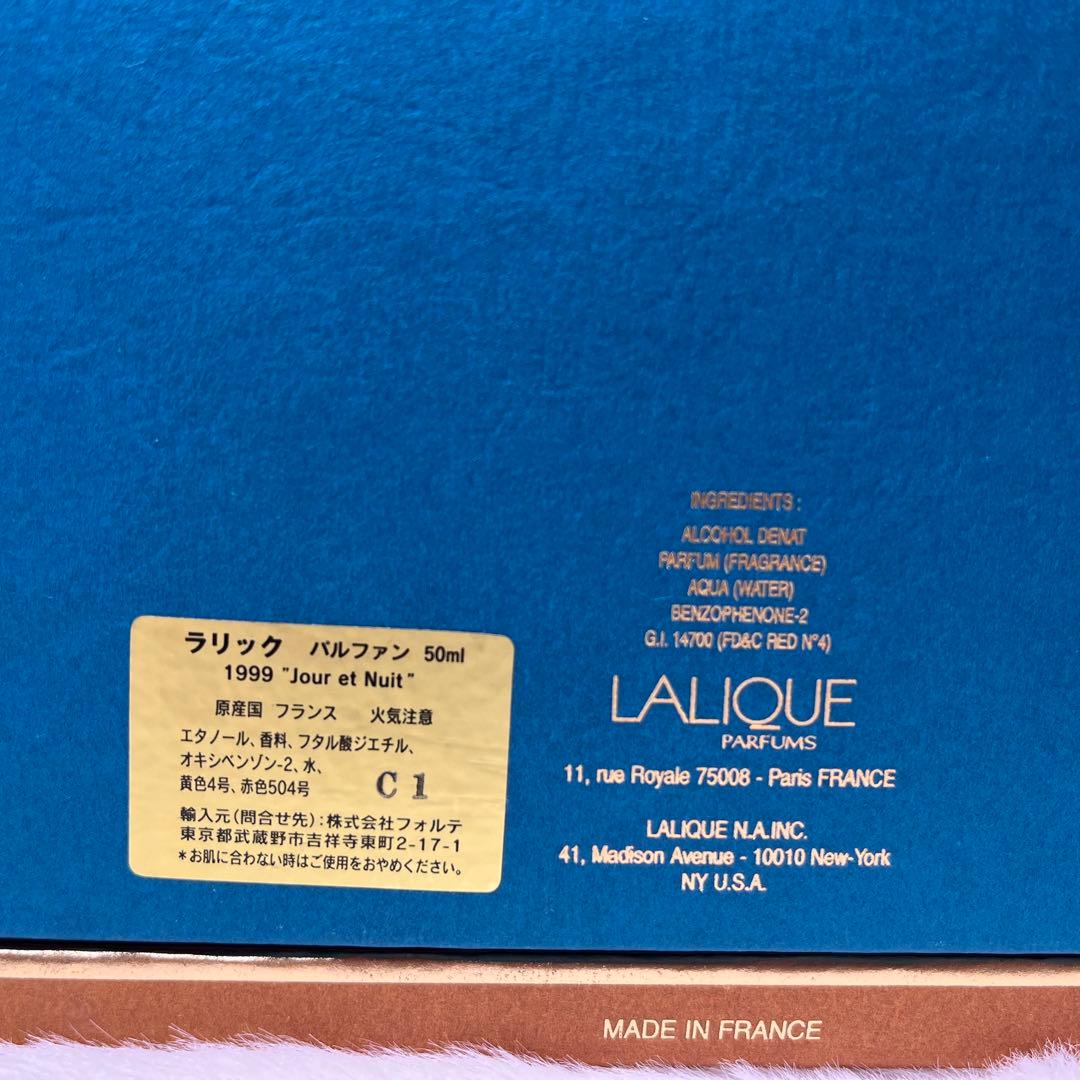 INGREDIENTS :
ALCOHOL DENAT
PARFUM (FRAGRANCE)
AQUA (WATER)
BENZOPHENONE-2
G.I. 14700 (FD&C RED N°4)
LALIQUE
PARFUMS
11, rue Royale 75008 - Paris FRANCE
LALIQUE N.A.INC.
41, Madison Avenue - 10010 New-York
NY U.S.A.
ラリック パルファン 50ml
1999 "Jour et Nuit"
原産国 フランス 火気注意
エタノール、香料、フタル酸ジエチル、
オキシベンゾン-2、水、
黄色4号、赤色504号 C1
輸入元(問合せ先):株式会社フォルテ
東京都武蔵野市吉祥寺東町2-17-1
*お肌に合わない時はご使用をおやめください。
MADE IN FRANCE